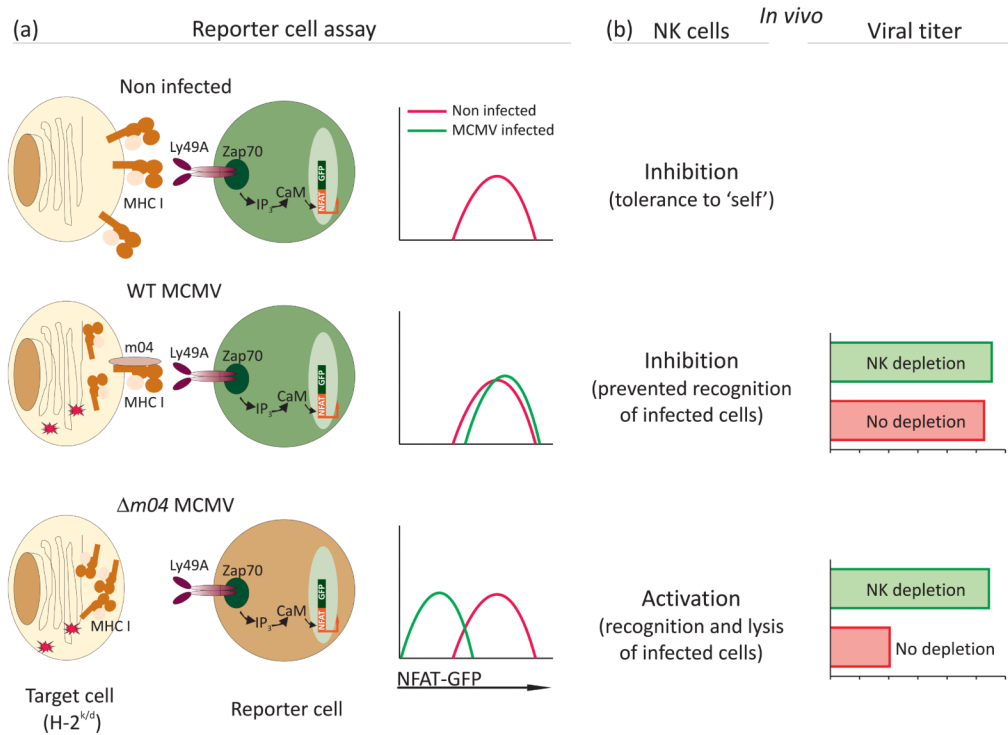 (a)
Reporter cell assay
In vivo
(b)
NK cells
Viral titer
Non infected
Ly49A
Zap70
MHC I
IP3
CaM
NFAT
GFP
Non infected
MCMV infected
Inhibition
(tolerance to ‘self’)
WT MCMV
m04
Ly49A
Zap70
MHC I
IP3
CaM
NFAT
GFP
Inhibition
(prevented recognition
of infected cells)
NK depletion
No depletion
Δm04 MCMV
Ly49A
Zap70
MHC I
IP3
CaM
NFAT
GFP
NFAT-GFP
Activation
(recognition and lysis
of infected cells)
NK depletion
No depletion
Target cell
(H-2k/d)
Reporter cell